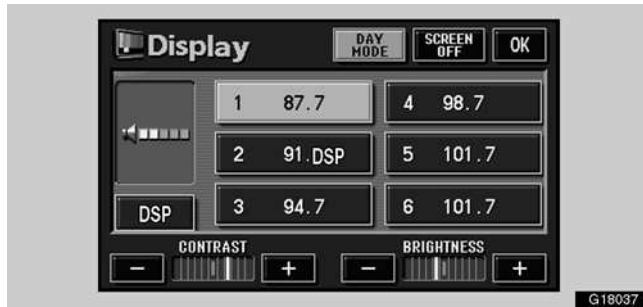 Display DAY MODE SCREEN OFF OK
1 87.7 4 98.7
2 91.DSP 5 101.7
DSP 3 94.7 6 101.7
CONTRAST BRIGHTNESS
− + − +
G18037